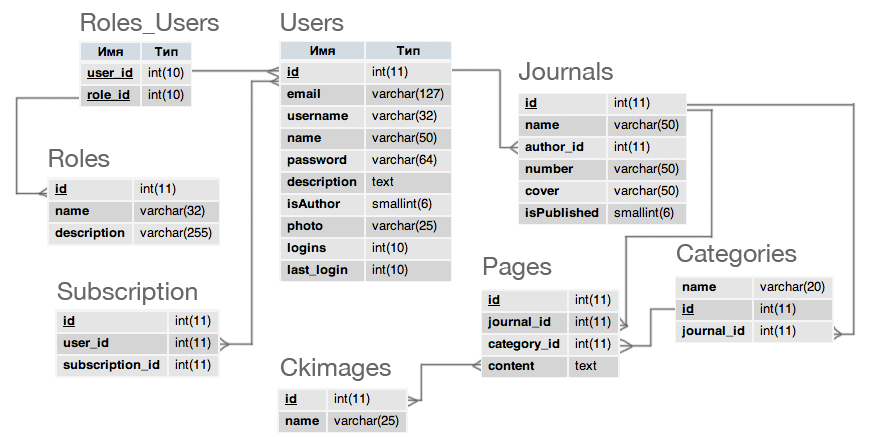 Roles_Users
Имя Тип
user_id int(10)
role_id int(10)
Users
Имя Тип
id int(11)
email varchar(127)
username varchar(32)
name varchar(50)
password varchar(64)
description text
isAuthor smallint(6)
photo varchar(25)
logins int(10)
last_login int(10)
Journals
id int(11)
name varchar(50)
author_id int(11)
number varchar(50)
cover varchar(50)
isPublished smallint(6)
Roles
id int(11)
name varchar(32)
description varchar(255)
Subscription
id int(11)
user_id int(11)
subscription_id int(11)
Pages
id int(11)
journal_id int(11)
category_id int(11)
content text
Categories
name varchar(20)
id int(11)
journal_id int(11)
Ckimages
id int(11)
name varchar(25)